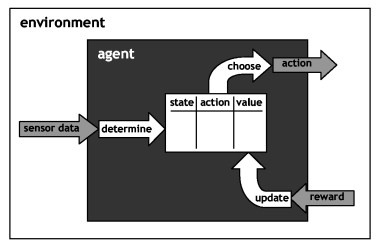 environment
agent
choose
action
state action value
sensor data
determine
update
reward